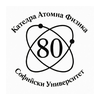 Катедра Атомна Физика
80
Софийски Университет